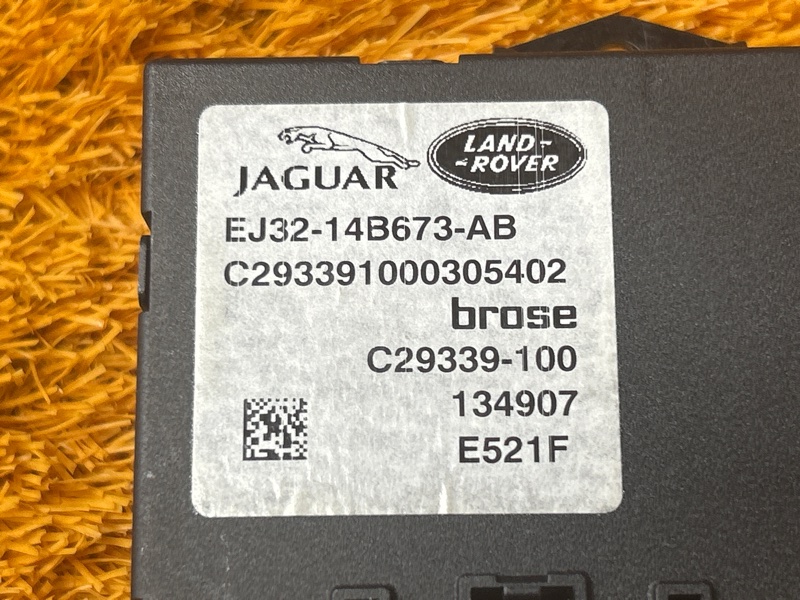 JAGUAR
LAND-
-ROVER
EJ32-14B673-AB
C293391000305402
brose
C29339-100
134907
E521F